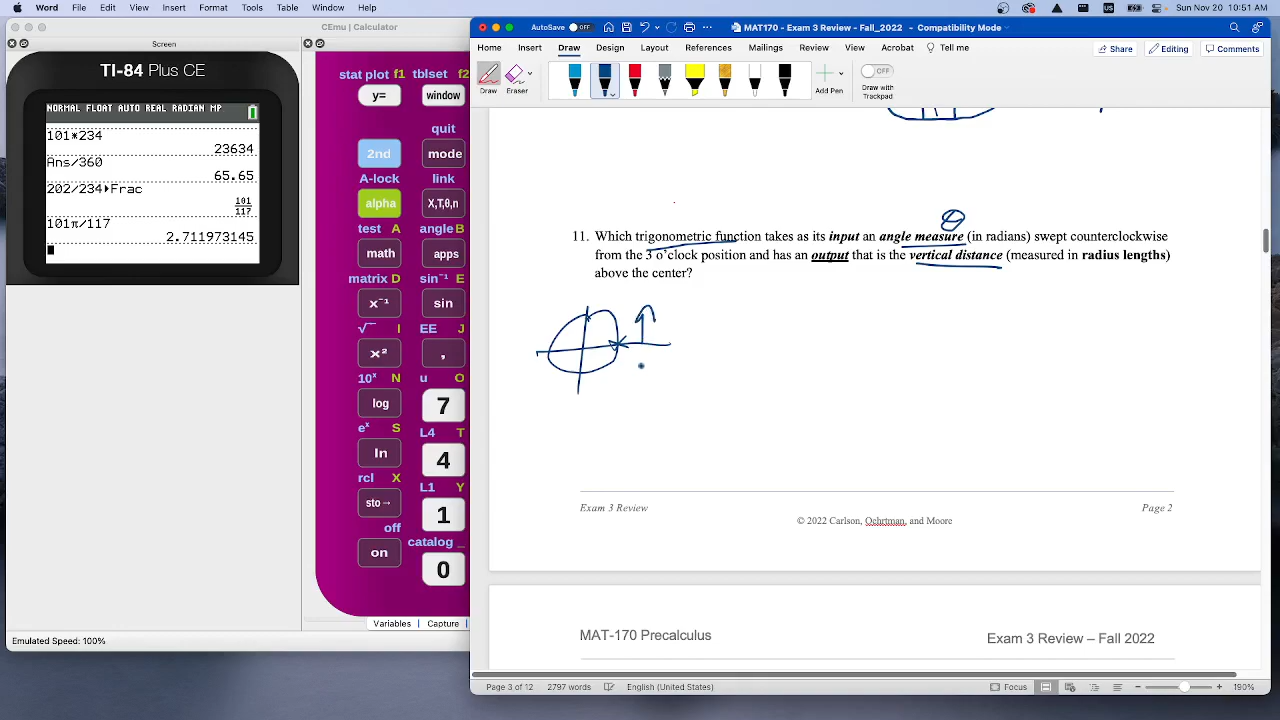 Word File Edit View Insert Format Tools Table Window Help
Sun Nov 6 10:51 AM
CEmu | Calculator
Screen
TI-84 Plus CE
NORMAL FLOAT AUTO REAL RADIAN MP
101*234
23634
Ans/360
65.65
202/234▸Frac
101
117
101π/117
2.711973145
Emulated Speed: 100%
stat plot f1 tblset f2
y= window
quit
2nd mode
A-lock link
alpha X,T,θ,n
test A angle B
math apps
matrix D sin⁻¹ E
x⁻¹ sin
√ I EE J
x² ,
10ˣ N u O
log 7
eˣ S L4 T
ln 4
rcl X L1 Y
sto→ 1
off catalog _
on 0
Variables Capture
AutoSave OFF
MAT170 - Exam 3 Review - Fall_2022 - Compatibility Mode
Home Insert Draw Design Layout References Mailings Review View Acrobat Tell me
Share Editing Comments
Draw Eraser Add Pen Draw with Trackpad OFF
θ
11. Which trigonometric function takes as its input an angle measure (in radians) swept counterclockwise
from the 3 o'clock position and has an output that is the vertical distance (measured in radius lengths)
above the center?
Exam 3 Review Page 2
© 2022 Carlson, Oehrtman, and Moore
MAT-170 Precalculus Exam 3 Review – Fall 2022
Page 3 of 12 2797 words English (United States) Focus 190%